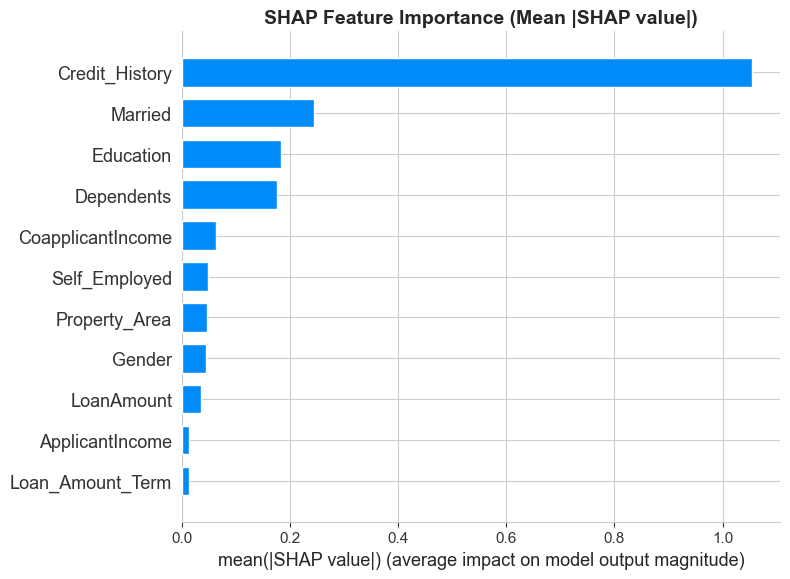 SHAP Feature Importance (Mean |SHAP value|)
Credit_History
Married
Education
Dependents
CoapplicantIncome
Self_Employed
Property_Area
Gender
LoanAmount
ApplicantIncome
Loan_Amount_Term
0.0 0.2 0.4 0.6 0.8 1.0
mean(|SHAP value|) (average impact on model output magnitude)